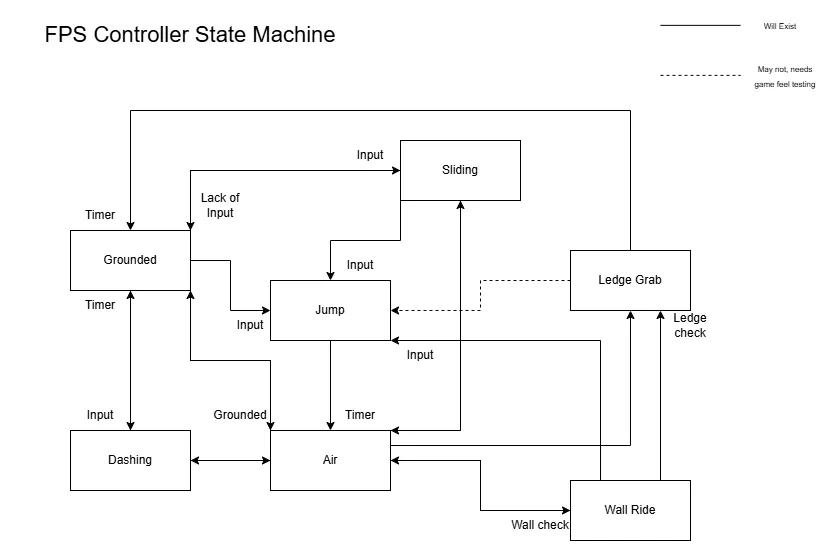 FPS Controller State Machine
Will Exist
May not, needs
game feel testing
Input
Sliding
Lack of
Input
Timer
Grounded
Input
Ledge Grab
Timer
Jump
Input
Ledge
check
Input
Input
Grounded
Timer
Dashing
Air
Wall Ride
Wall check